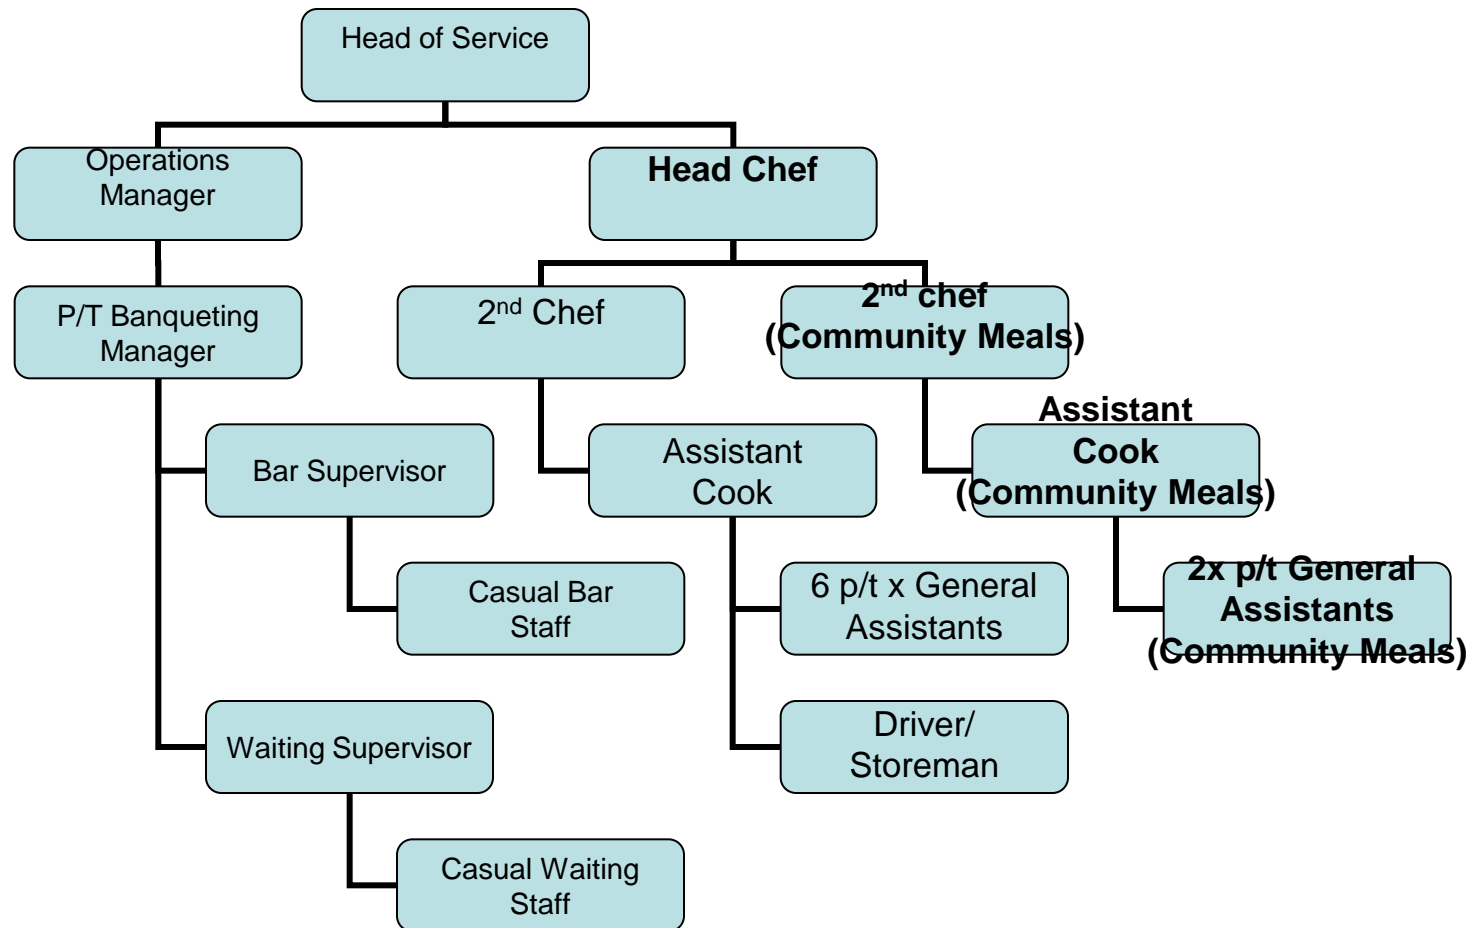 Head of Service
Operations
Manager
Head Chef
P/T Banqueting
Manager
2nd Chef
2nd chef
(Community Meals)
Bar Supervisor
Assistant
Cook
Assistant
Cook
(Community Meals)
Casual Bar
Staff
6 p/t x General
Assistants
2x p/t General
Assistants
(Community Meals)
Waiting Supervisor
Driver/
Storeman
Casual Waiting
Staff